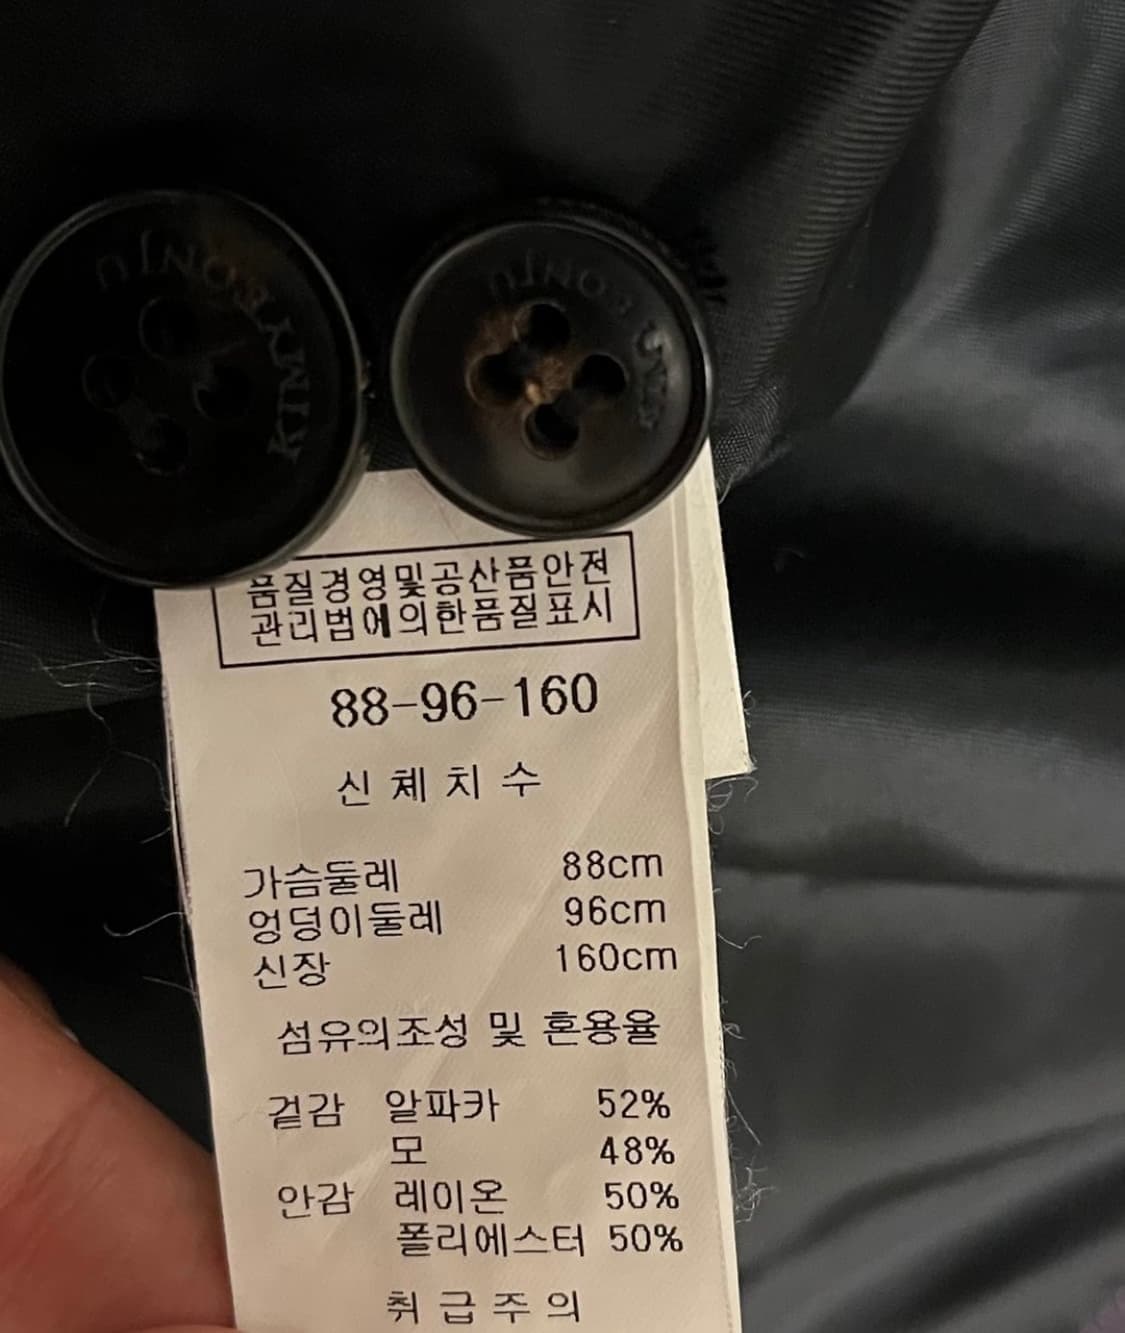 KIMYEONJU
품질경영및공산품안전
관리법에의한품질표시
88-96-160
신체치수
가슴둘레 88cm
엉덩이둘레 96cm
신장 160cm
섬유의조성 및 혼용율
겉감 알파카 52%
모 48%
안감 레이온 50%
폴리에스터 50%
취급주의